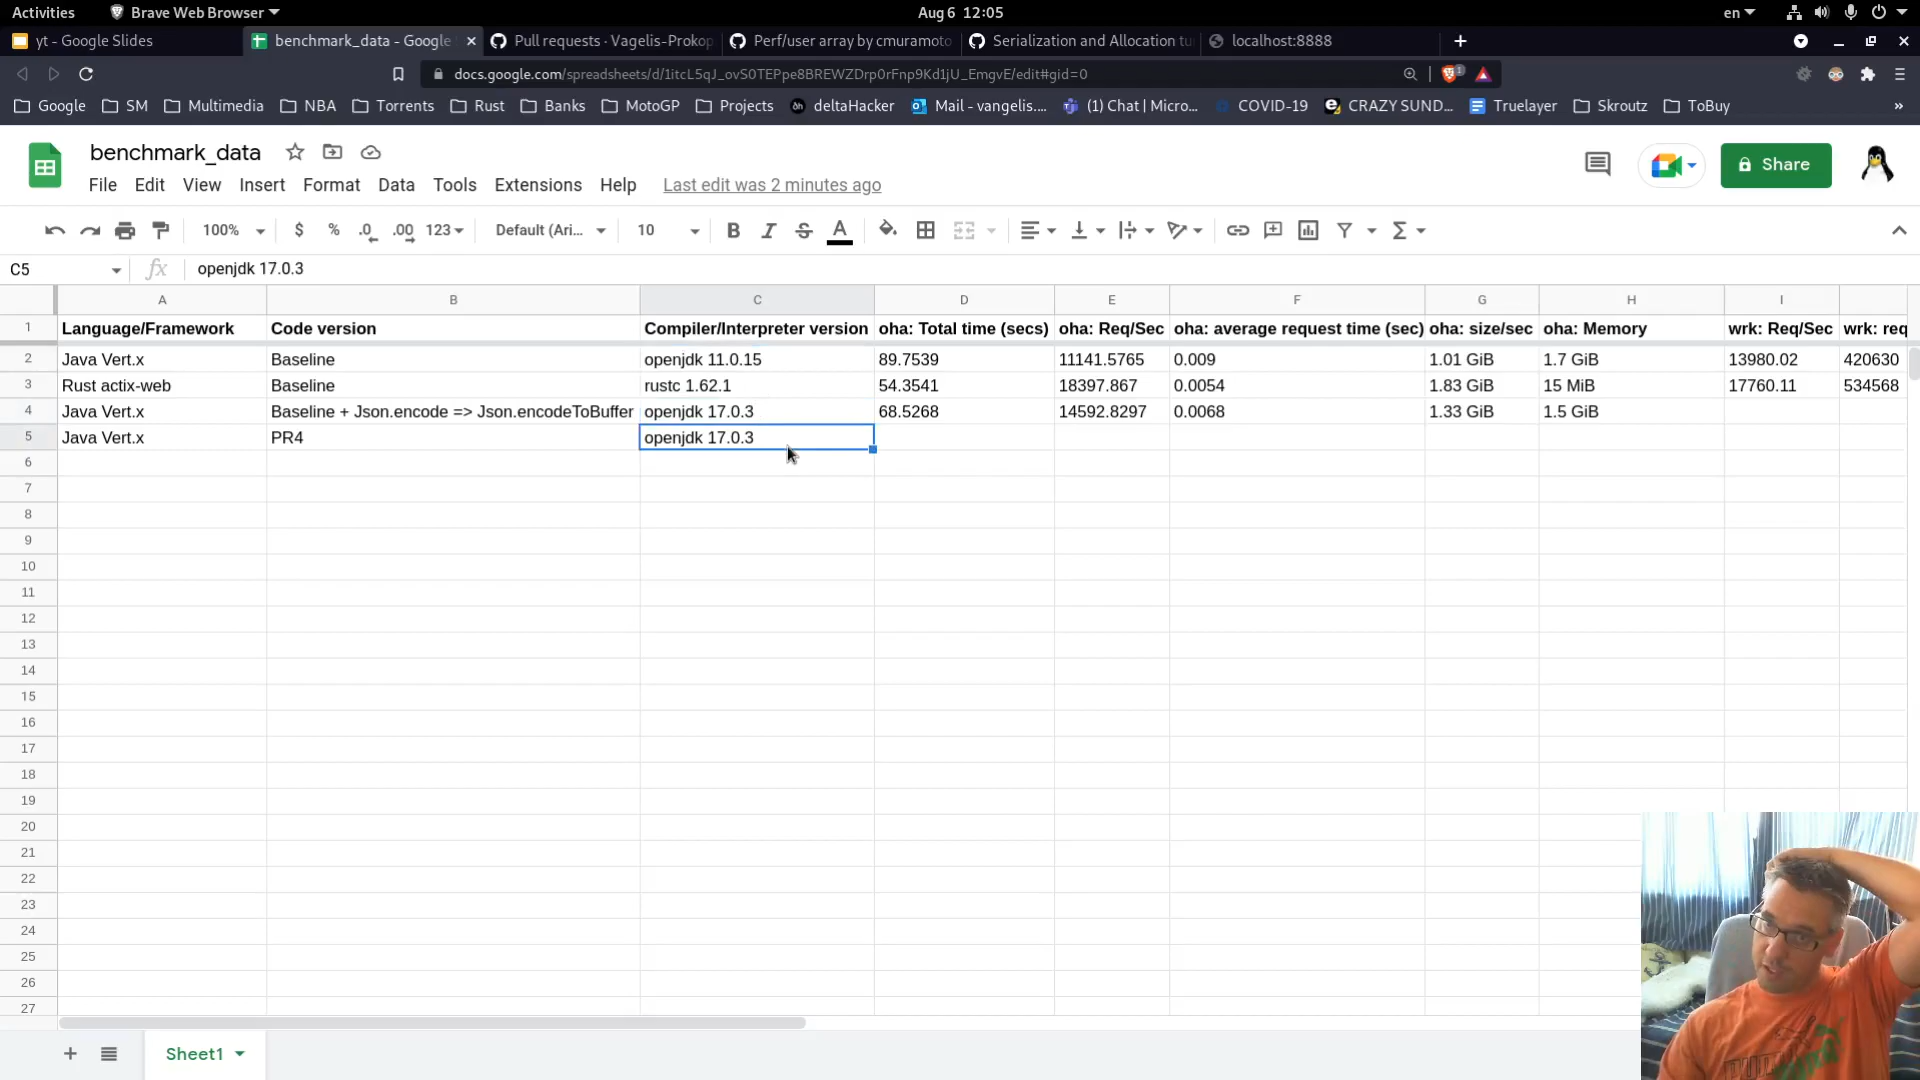 Activities Brave Web Browser Aug 6 12:05 en
yt - Google Slides benchmark_data - Google Pull requests · Vagelis-Prokop Perf/user array by cmuramoto Serialization and Allocation tu localhost:8888
docs.google.com/spreadsheets/d/1itcL5qJ_ovS0TEPpe8BREWZDrp0rFnp9Kd1jU_EmgvE/edit#gid=0 1
Google SM Multimedia NBA Torrents Rust Banks MotoGP Projects deltaHacker Mail - vangelis.... (1) Chat | Micro... COVID-19 CRAZY SUND... Truelayer Skroutz ToBuy »
benchmark_data
Share
File Edit View Insert Format Data Tools Extensions Help Last edit was 2 minutes ago
100% $ % .0 .00 123 Default (Ari... 10 B I S A Σ
C5 fx openjdk 17.0.3
A B C D E F G H I
1 Language/Framework Code version Compiler/Interpreter version oha: Total time (secs) oha: Req/Sec oha: average request time (sec) oha: size/sec oha: Memory wrk: Req/Sec wrk: req
2 Java Vert.x Baseline openjdk 11.0.15 89.7539 11141.5765 0.009 1.01 GiB 1.7 GiB 13980.02 420630
3 Rust actix-web Baseline rustc 1.62.1 54.3541 18397.867 0.0054 1.83 GiB 15 MiB 17760.11 534568
4 Java Vert.x Baseline + Json.encode => Json.encodeToBuffer openjdk 17.0.3 68.5268 14592.8297 0.0068 1.33 GiB 1.5 GiB
5 Java Vert.x PR4 openjdk 17.0.3
6
7
8
9
10
11
12
13
14
15
16
17
18
19
20
21
22
23
24
25
26
27
Sheet1